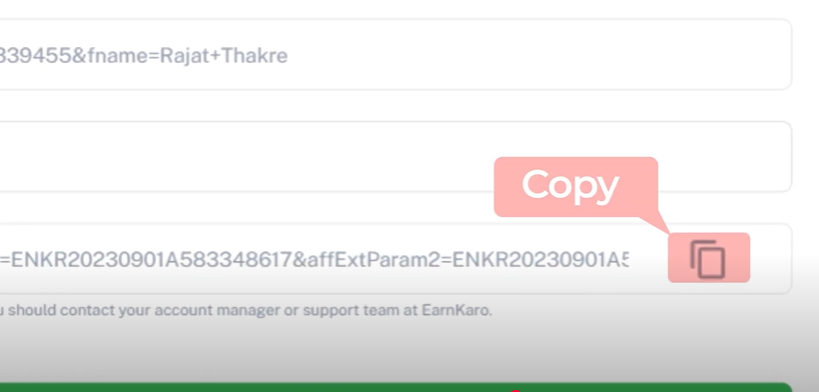 339455&fname=Rajat+Thakre
Copy
=ENKR20230901A583348617&affExtParam2=ENKR20230901A5
should contact your account manager or support team at EarnKaro.